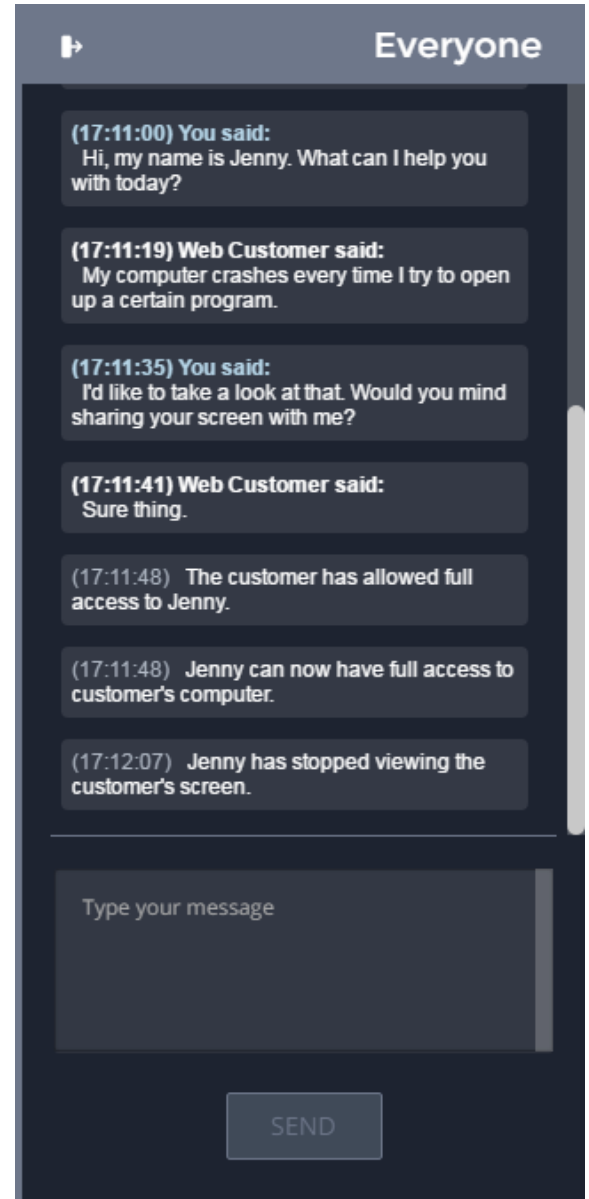 Everyone
(17:11:00) You said:
Hi, my name is Jenny. What can I help you
with today?
(17:11:19) Web Customer said:
My computer crashes every time I try to open
up a certain program.
(17:11:35) You said:
I'd like to take a look at that. Would you mind
sharing your screen with me?
(17:11:41) Web Customer said:
Sure thing.
(17:11:48) The customer has allowed full
access to Jenny.
(17:11:48) Jenny can now have full access to
customer's computer.
(17:12:07) Jenny has stopped viewing the
customer's screen.
Type your message
SEND